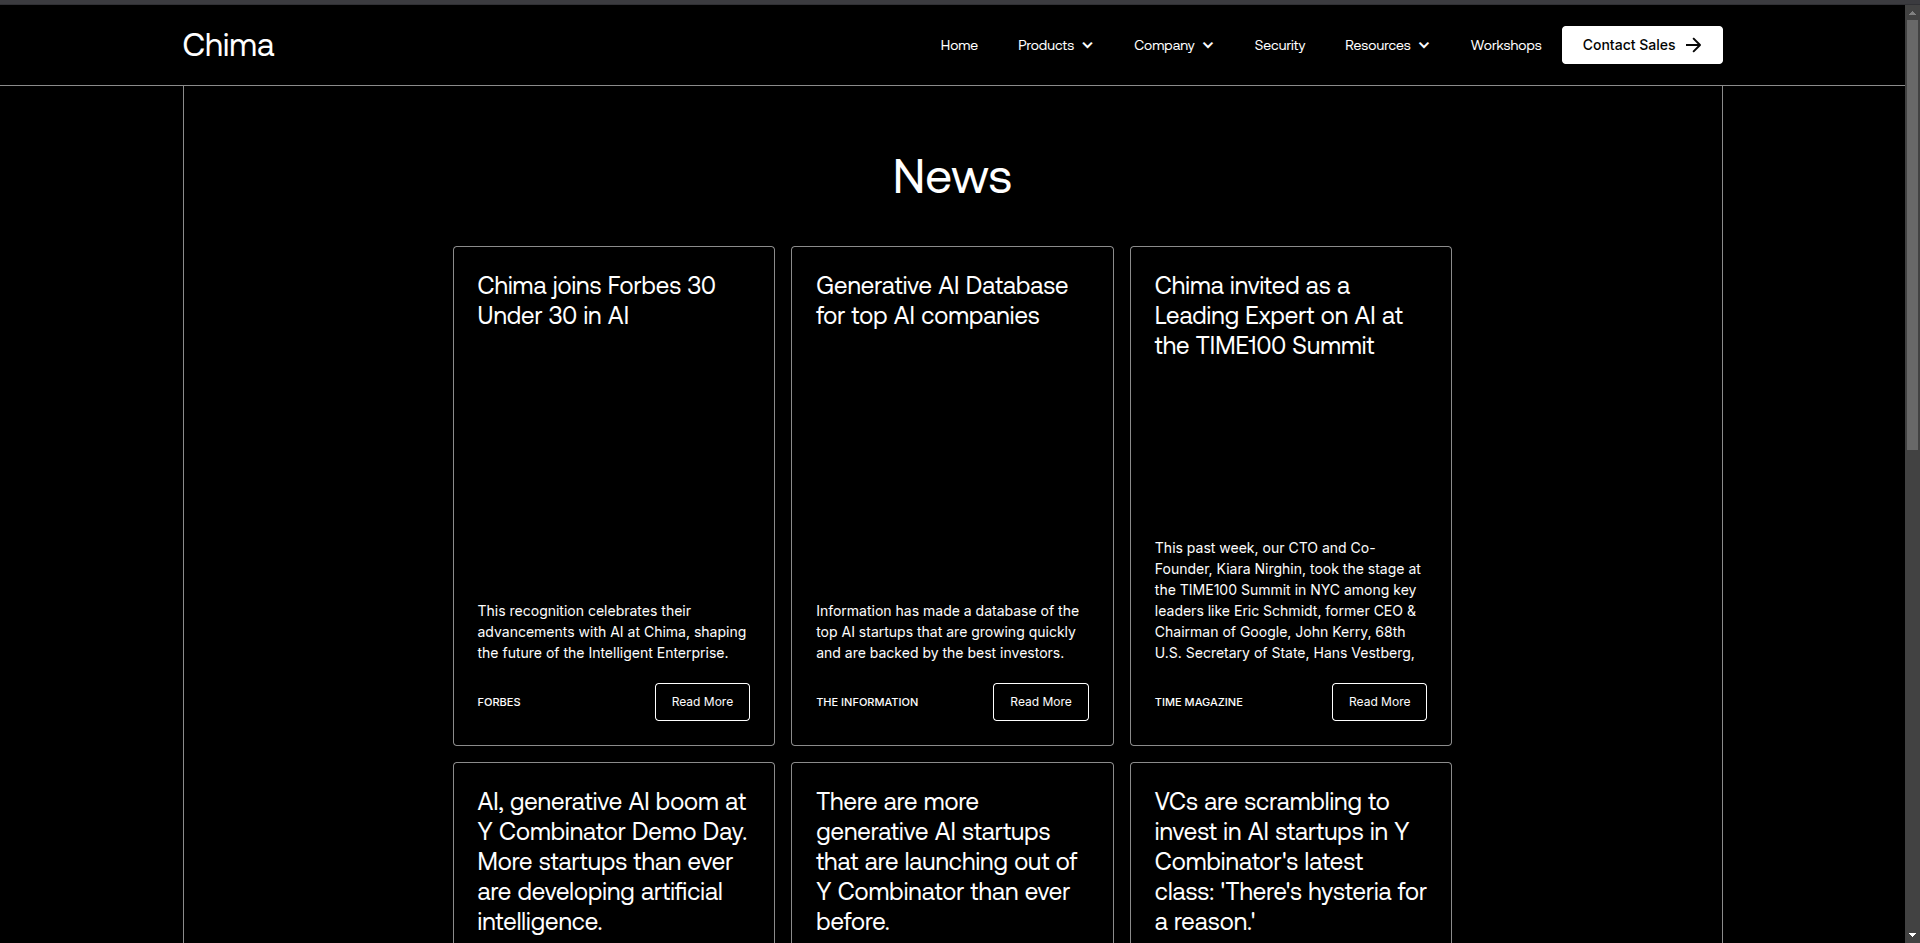 Chima
Home
Products
Company
Security
Resources
Workshops
Contact Sales
News
Chima joins Forbes 30
Under 30 in AI
This recognition celebrates their
advancements with AI at Chima, shaping
the future of the Intelligent Enterprise.
FORBES
Read More
Generative AI Database
for top AI companies
Information has made a database of the
top AI startups that are growing quickly
and are backed by the best investors.
THE INFORMATION
Read More
Chima invited as a
Leading Expert on AI at
the TIME100 Summit
This past week, our CTO and Co-
Founder, Kiara Nirghin, took the stage at
the TIME100 Summit in NYC among key
leaders like Eric Schmidt, former CEO &
Chairman of Google, John Kerry, 68th
U.S. Secretary of State, Hans Vestberg,
TIME MAGAZINE
Read More
AI, generative AI boom at
Y Combinator Demo Day.
More startups than ever
are developing artificial
intelligence.
There are more
generative AI startups
that are launching out of
Y Combinator than ever
before.
VCs are scrambling to
invest in AI startups in Y
Combinator's latest
class: 'There's hysteria for
a reason.'